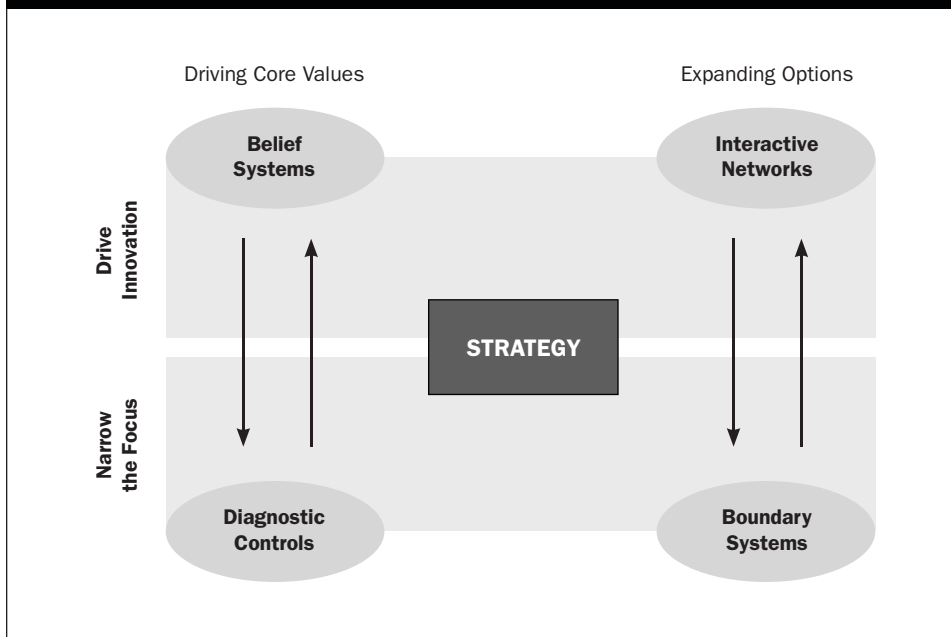 Driving Core Values
Expanding Options
Belief
Systems
Interactive
Networks
Drive
Innovation
STRATEGY
Narrow
the Focus
Diagnostic
Controls
Boundary
Systems